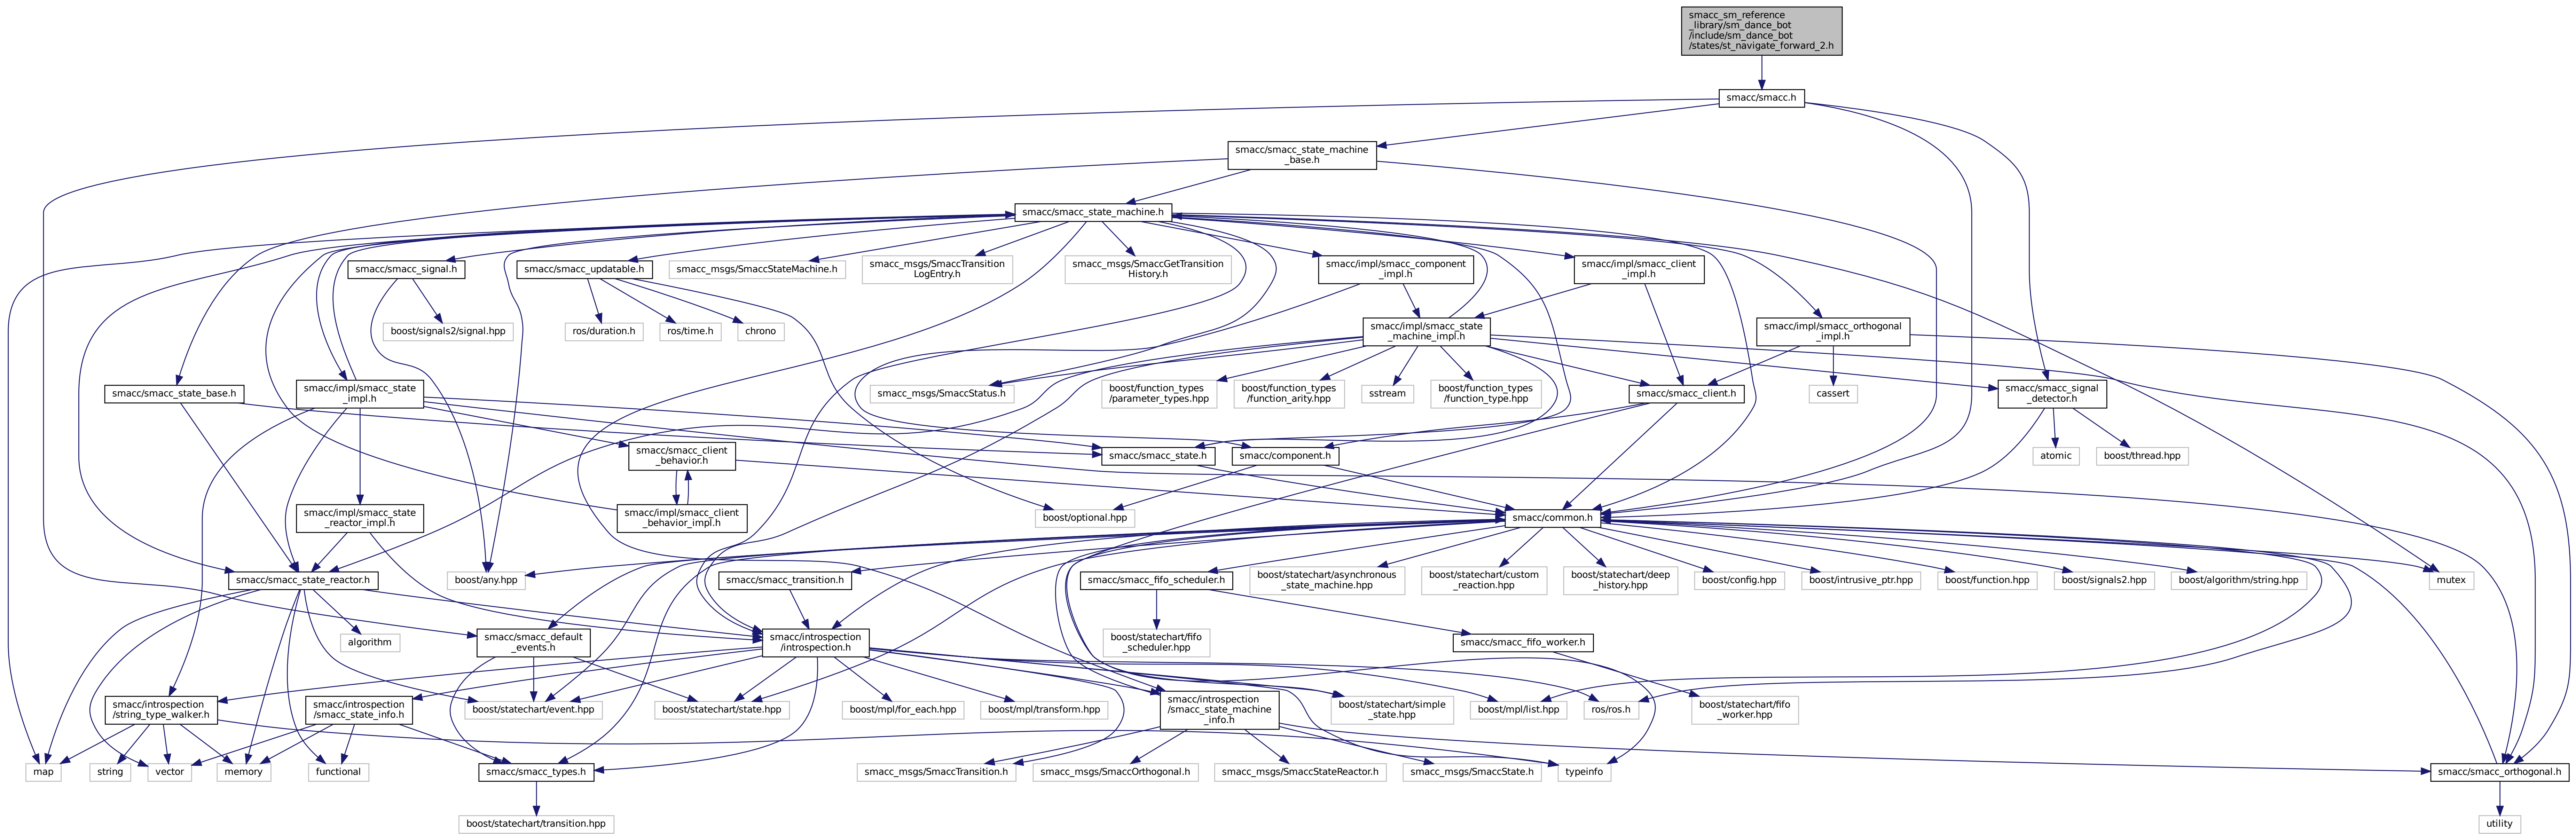 smacc_sm_reference
_library/sm_dance_bot
/include/sm_dance_bot
/states/st_navigate_forward_2.h
smacc/smacc.h
smacc/smacc_state_machine
_base.h
smacc/smacc_state_machine.h
smacc/smacc_signal.h
smacc/smacc_updatable.h
smacc_msgs/SmaccStateMachine.h
smacc_msgs/SmaccTransition
LogEntry.h
smacc_msgs/SmaccGetTransition
History.h
smacc/impl/smacc_component
_impl.h
smacc/impl/smacc_client
_impl.h
boost/signals2/signal.hpp
ros/duration.h
ros/time.h
chrono
smacc/impl/smacc_state
_machine_impl.h
smacc/impl/smacc_orthogonal
_impl.h
smacc/smacc_state_base.h
smacc/impl/smacc_state
_impl.h
smacc_msgs/SmaccStatus.h
boost/function_types
/parameter_types.hpp
boost/function_types
/function_arity.hpp
sstream
boost/function_types
/function_type.hpp
smacc/smacc_client.h
cassert
smacc/smacc_signal
_detector.h
smacc/smacc_client
_behavior.h
smacc/smacc_state.h
smacc/component.h
atomic
boost/thread.hpp
smacc/impl/smacc_state
_reactor_impl.h
smacc/impl/smacc_client
_behavior_impl.h
boost/optional.hpp
smacc/common.h
smacc/smacc_state_reactor.h
boost/any.hpp
smacc/smacc_transition.h
smacc/smacc_fifo_scheduler.h
boost/statechart/asynchronous
_state_machine.hpp
boost/statechart/custom
_reaction.hpp
boost/statechart/deep
_history.hpp
boost/config.hpp
boost/intrusive_ptr.hpp
boost/function.hpp
boost/signals2.hpp
boost/algorithm/string.hpp
mutex
algorithm
smacc/smacc_default
_events.h
smacc/introspection
/introspection.h
boost/statechart/fifo
_scheduler.hpp
smacc/smacc_fifo_worker.h
smacc/introspection
/string_type_walker.h
smacc/introspection
/smacc_state_info.h
boost/statechart/event.hpp
boost/statechart/state.hpp
boost/mpl/for_each.hpp
boost/mpl/transform.hpp
smacc/introspection
/smacc_state_machine
_info.h
boost/statechart/simple
_state.hpp
boost/mpl/list.hpp
ros/ros.h
boost/statechart/fifo
_worker.hpp
map
string
vector
memory
functional
smacc/smacc_types.h
smacc_msgs/SmaccTransition.h
smacc_msgs/SmaccOrthogonal.h
smacc_msgs/SmaccStateReactor.h
smacc_msgs/SmaccState.h
typeinfo
smacc/smacc_orthogonal.h
boost/statechart/transition.hpp
utility